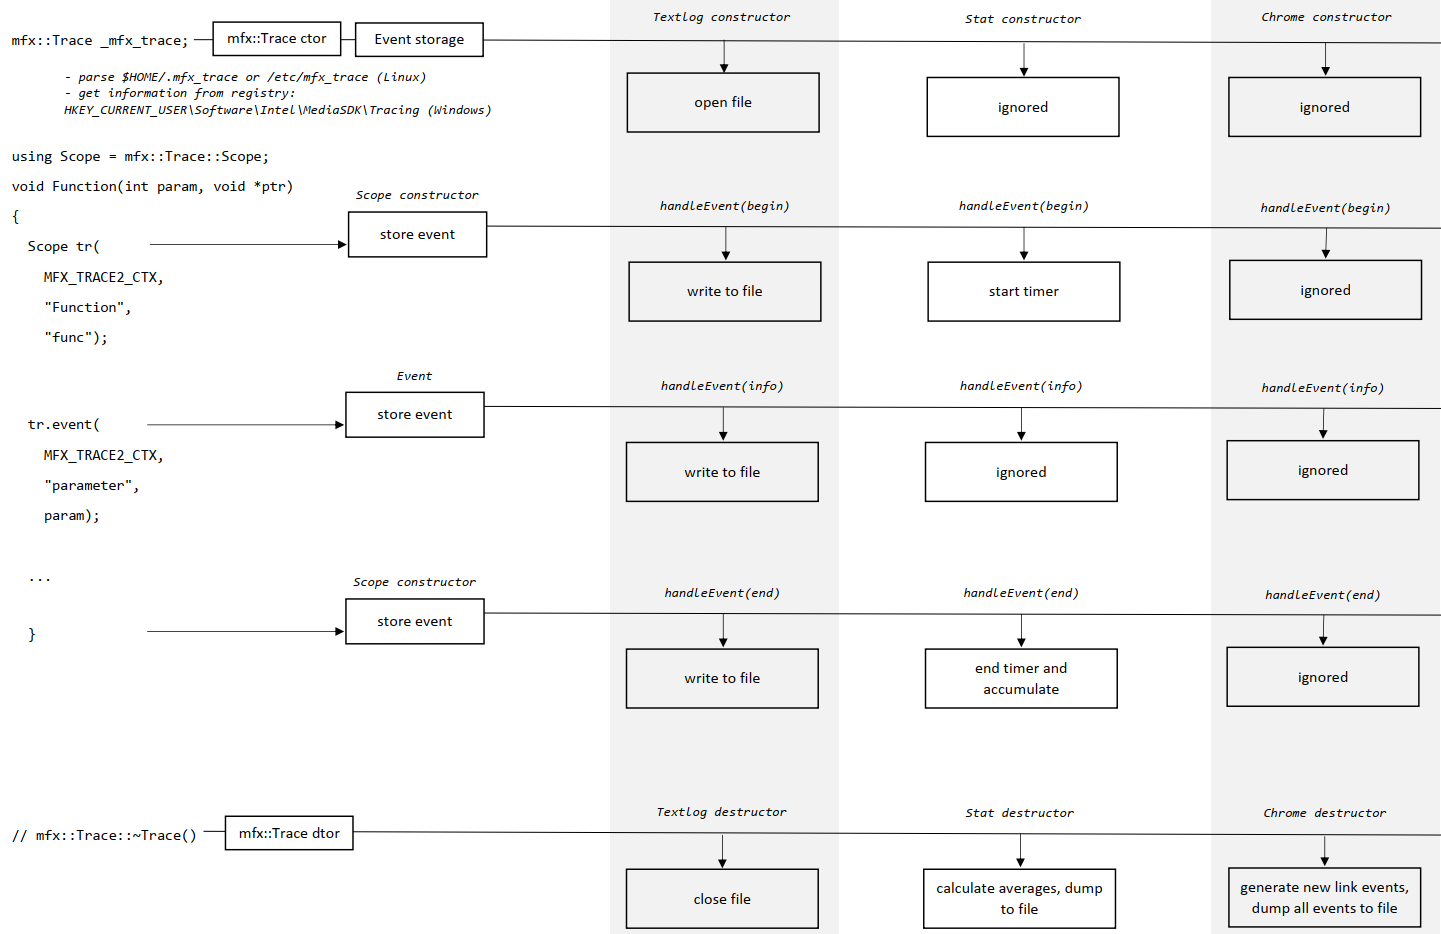 Textlog constructor
Stat constructor
Chrome constructor
mfx::Trace _mfx_trace;
mfx::Trace ctor
Event storage
- parse $HOME/.mfx_trace or /etc/mfx_trace (Linux)
- get information from registry:
HKEY_CURRENT_USER\Software\Intel\MediaSDK\Tracing (Windows)
open file
ignored
ignored
using Scope = mfx::Trace::Scope;
void Function(int param, void *ptr)
{
Scope tr(
MFX_TRACE2_CTX,
"Function",
"func");
Scope constructor
store event
handleEvent(begin)
handleEvent(begin)
handleEvent(begin)
write to file
start timer
ignored
Event
store event
handleEvent(info)
handleEvent(info)
handleEvent(info)
tr.event(
MFX_TRACE2_CTX,
"parameter",
param);
write to file
ignored
ignored
...
}
Scope constructor
store event
handleEvent(end)
handleEvent(end)
handleEvent(end)
write to file
end timer and
accumulate
ignored
Textlog destructor
Stat destructor
Chrome destructor
// mfx::Trace::~Trace()
mfx::Trace dtor
close file
calculate averages, dump
to file
generate new link events,
dump all events to file